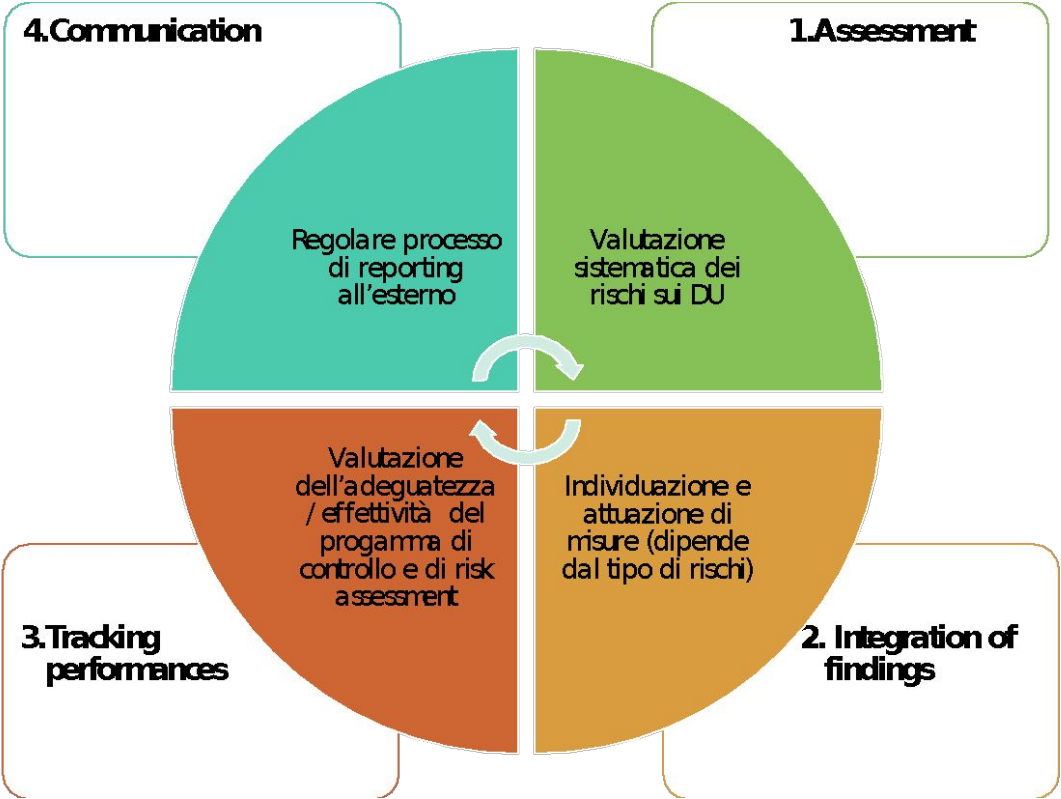 4.Communication
1.Assessment
Regolare processo
di reporting
all’esterno
Valutazione
sistematica dei
rischi sui DU
Valutazione
dell’adeguatezza
/ effettività del
progamma di
controllo e di risk
assessment
Individuazione e
attuazione di
misure (dipende
dal tipo di rischi)
3.Tracking
performances
2. Integration of
findings